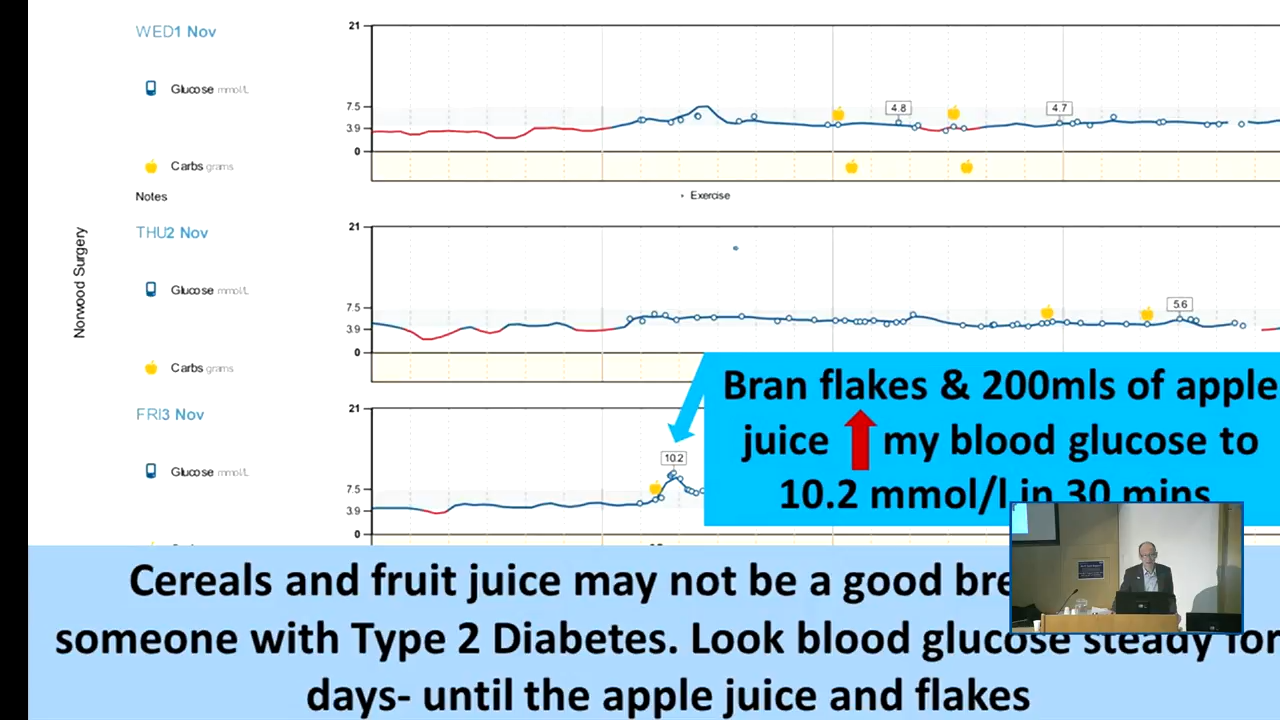 WED1 Nov
21
Glucose mmol/L
7.5
3.9
0
4.8
4.7
Carbs grams
Notes
Exercise
Norwood Surgery
THU2 Nov
21
Glucose mmol/L
7.5
3.9
0
5.6
Carbs grams
FRI3 Nov
21
Glucose mmol/L
7.5
3.9
0
10.2
Bran flakes & 200mls of apple
juice my blood glucose to
10.2 mmol/l in 30 mins
Cereals and fruit juice may not be a good
someone with Type 2 Diabetes. Look blood glucose steady for
days- until the apple juice and flakes